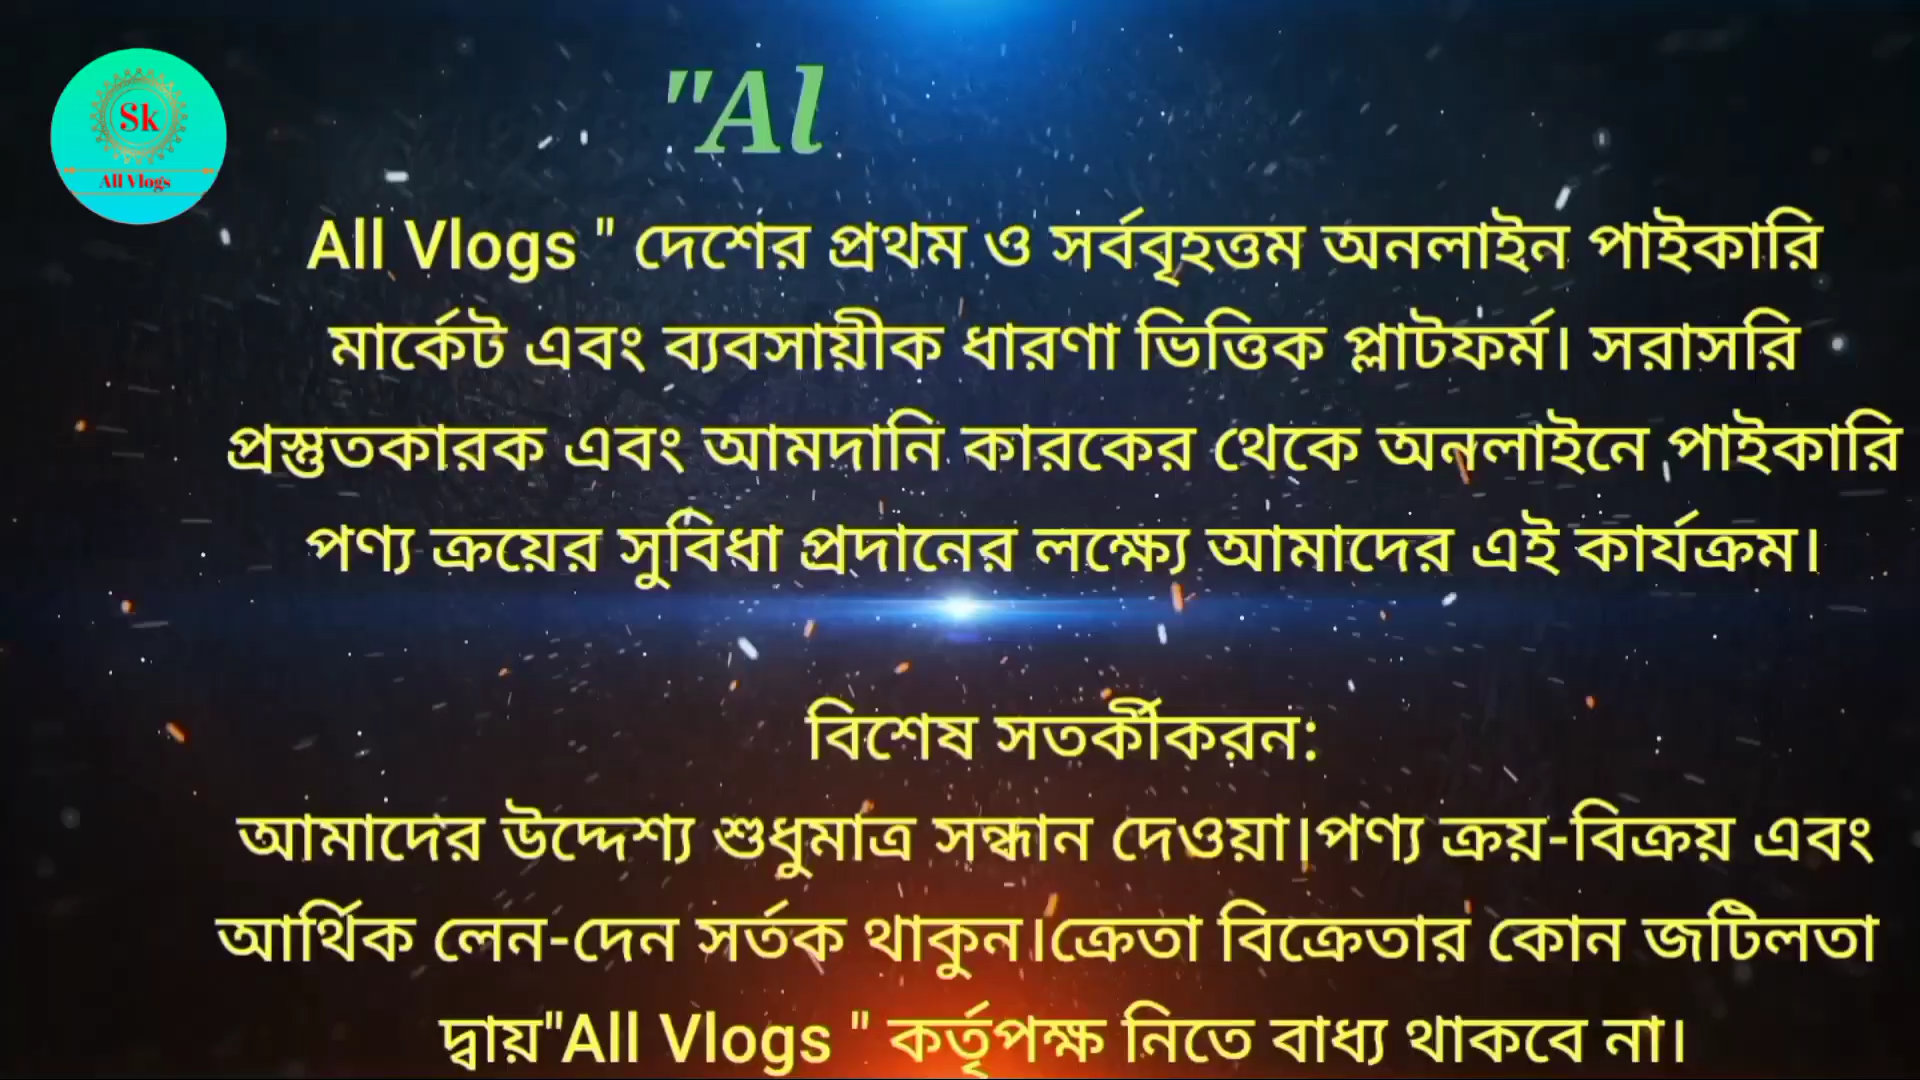 Sk
All Vlogs
"Al
All Vlogs " দেশের প্রথম ও সর্ববৃহত্তম অনলাইন পাইকারি
মার্কেট এবং ব্যবসায়ীক ধারণা ভিত্তিক প্লাটফর্ম। সরাসরি
প্রস্তুতকারক এবং আমদানি কারকের থেকে অনলাইনে পাইকারি
পণ্য ক্রয়ের সুবিধা প্রদানের লক্ষ্যে আমাদের এই কার্যক্রম।
বিশেষ সতর্কীকরন:
আমাদের উদ্দেশ্য শুধুমাত্র সন্ধান দেওয়া|পণ্য ক্রয়-বিক্রয় এবং
আর্থিক লেন-দেন সর্তক থাকুন|ক্রেতা বিক্রেতার কোন জটিলতা
দ্বায়"All Vlogs " কর্তৃপক্ষ নিতে বাধ্য থাকবে না।